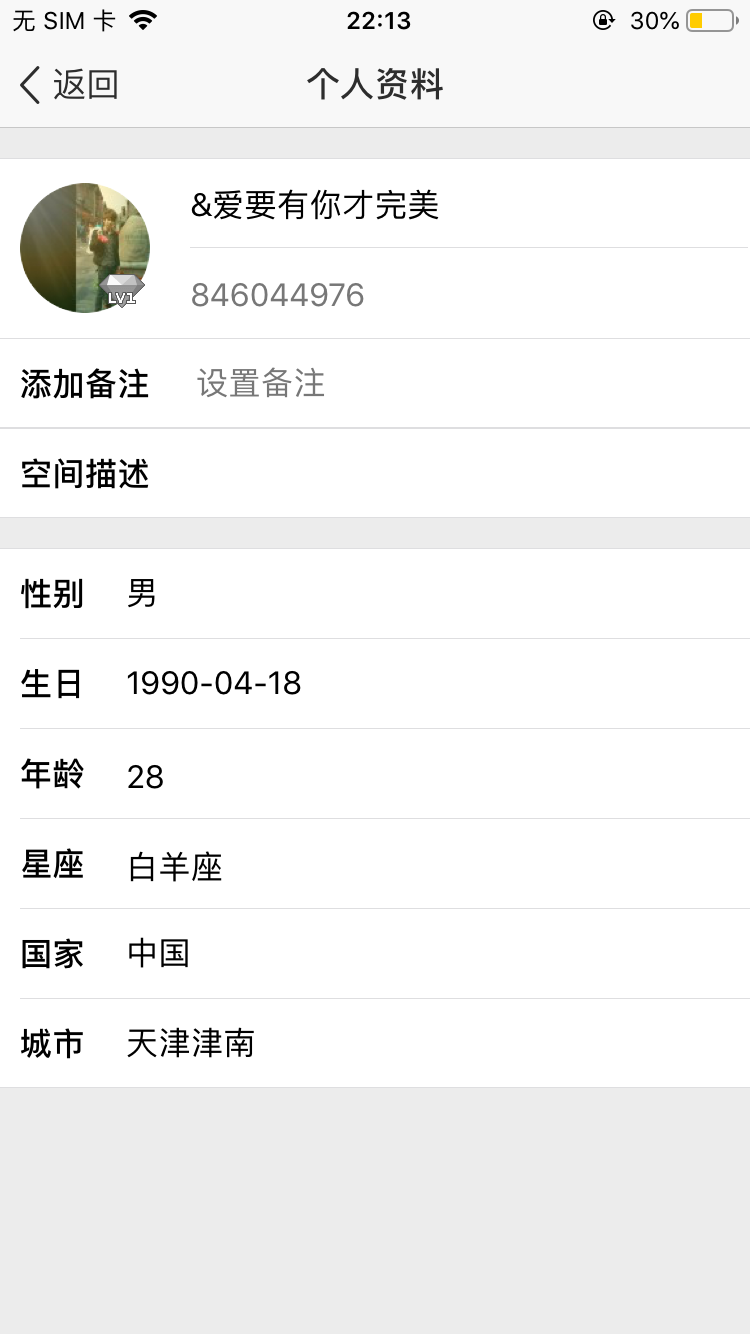 无 SIM 卡 22:13 30%
返回 个人资料
&爱要有你才完美
LV1
846044976
添加备注 设置备注
空间描述
性别 男
生日 1990-04-18
年龄 28
星座 白羊座
国家 中国
城市 天津津南